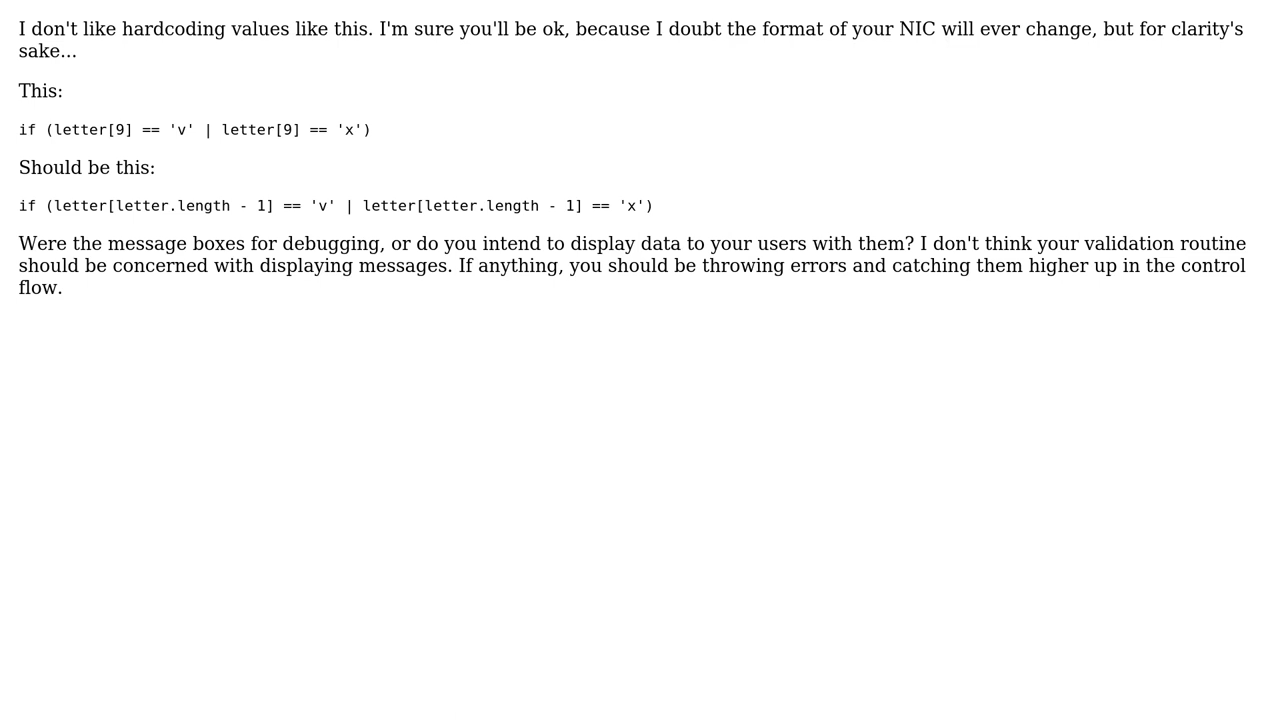 I don't like hardcoding values like this. I'm sure you'll be ok, because I doubt the format of your NIC will ever change, but for clarity's
sake...
This:
if (letter[9] == 'v' | letter[9] == 'x')
Should be this:
if (letter[letter.length - 1] == 'v' | letter[letter.length - 1] == 'x')
Were the message boxes for debugging, or do you intend to display data to your users with them? I don't think your validation routine
should be concerned with displaying messages. If anything, you should be throwing errors and catching them higher up in the control
flow.